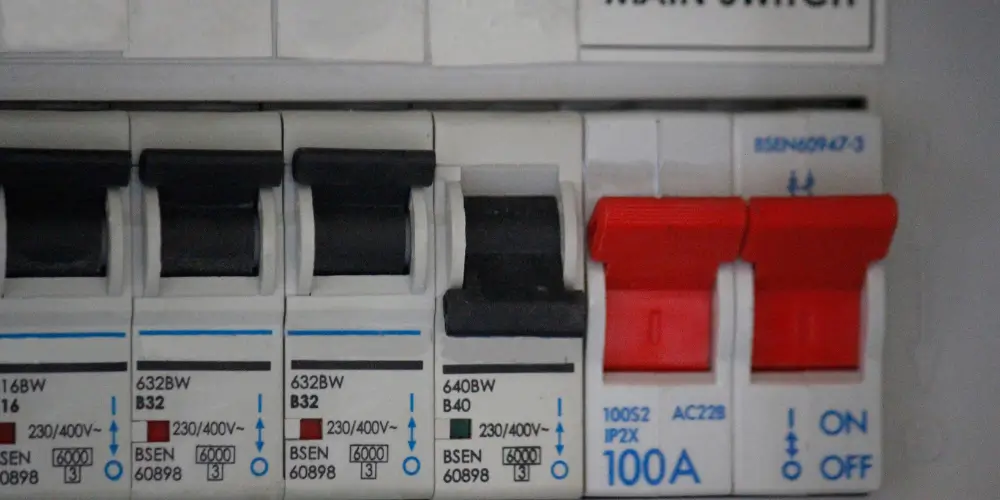 MAIN SWITCH
16BW
16
230/400V~
SEN
0898
6000
3
632BW
B32
230/400V~
BSEN
60898
6000
3
632BW
B32
230/400V~
BSEN
60898
6000
3
640BW
B40
230/400V~
BSEN
60898
6000
3
BSEN60947-3
100S2 AC22B
IP2X
100A
I ON
O OFF